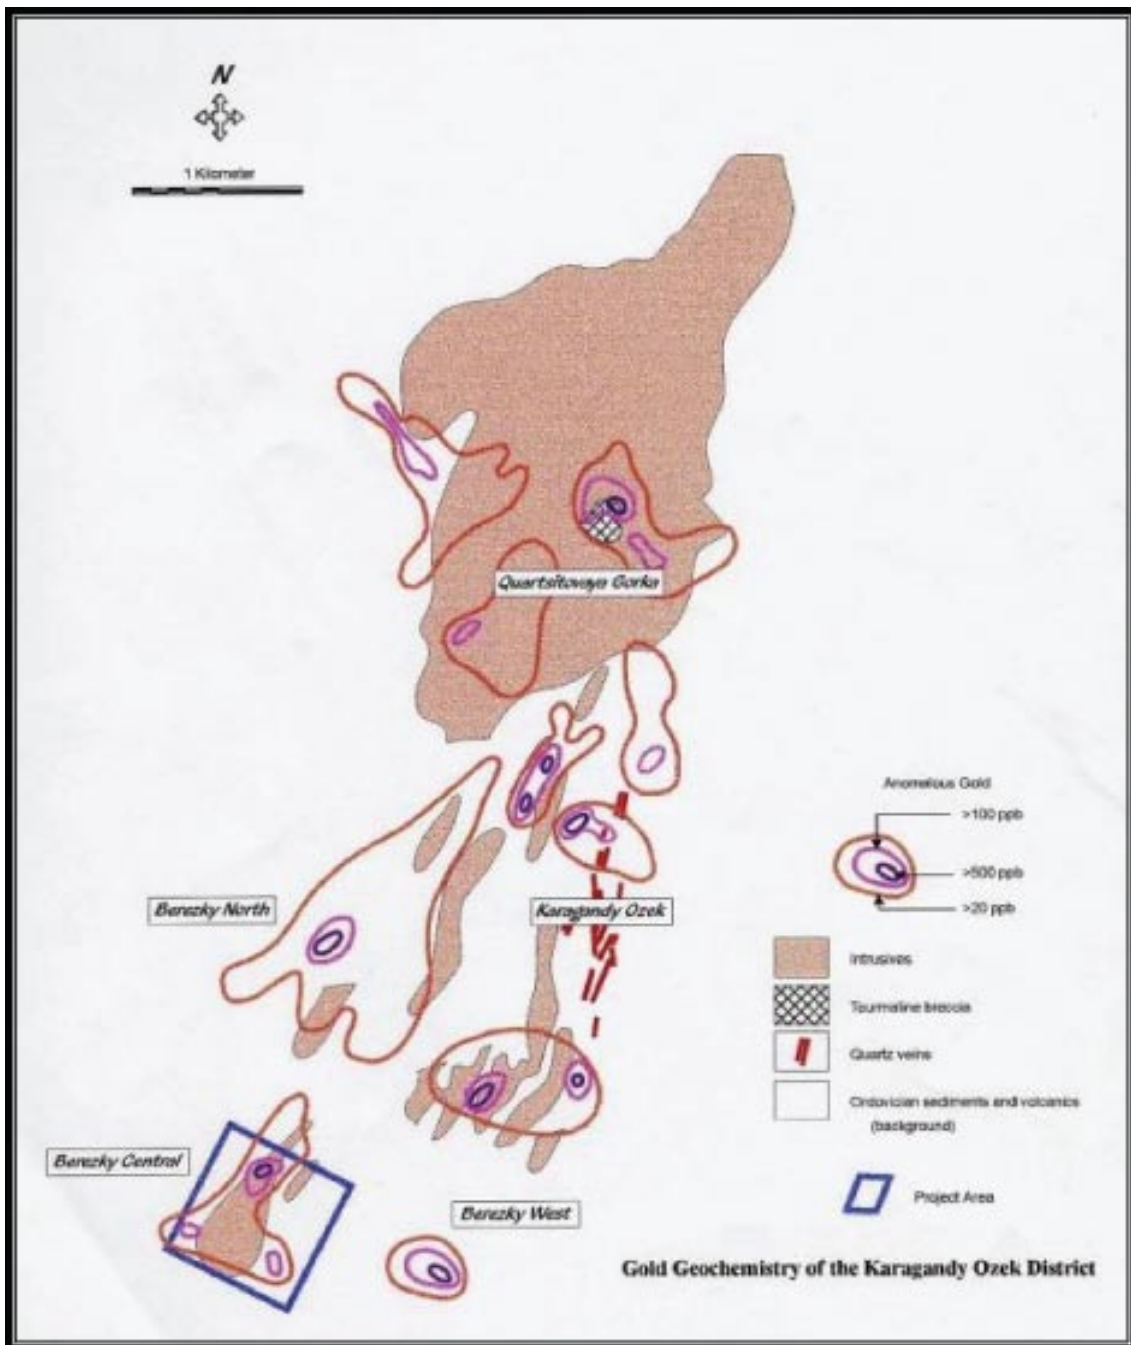 N
1 Kilometer
Quartsitovaya Gorka
Anomalous Gold
>100 ppb
>500 ppb
>20 ppb
Berezky North
Karagandy Ozek
Intrusives
Tourmaline breccia
Quartz veins
Ordovician sediments and volcanics
(background)
Berezky Central
Project Area
Berezky West
Gold Geochemistry of the Karagandy Ozek District